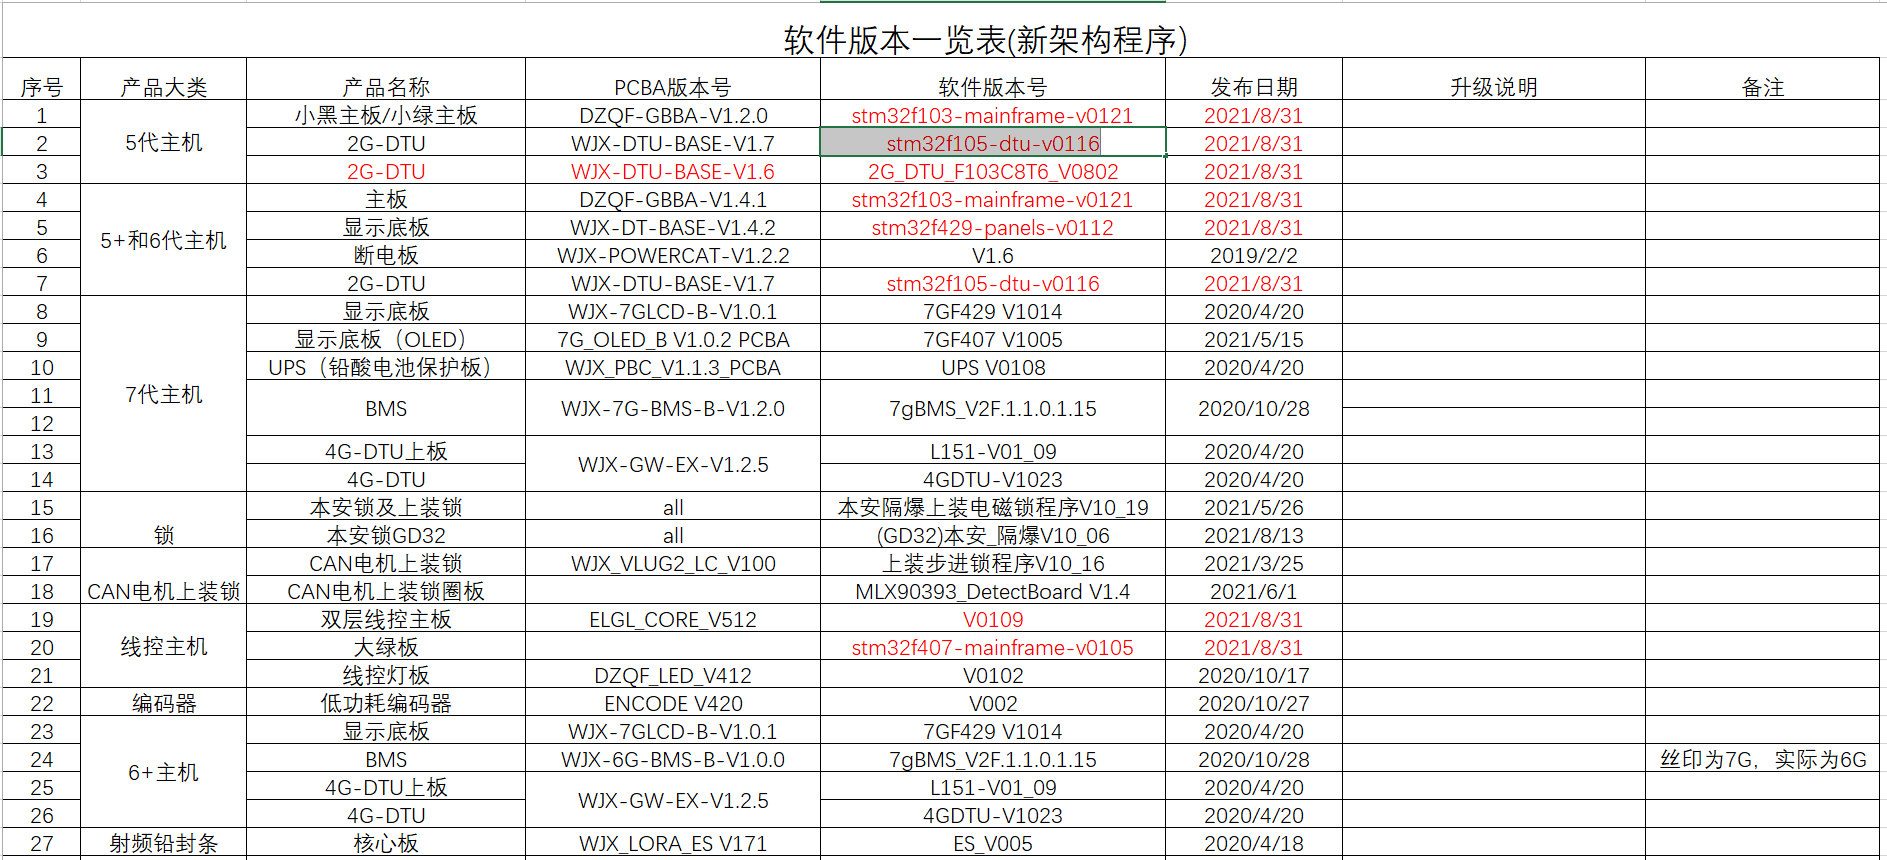 软件版本一览表(新架构程序)
序号 产品大类 产品名称 PCBA版本号 软件版本号 发布日期 升级说明 备注
1 5代主机 小黑主板/小绿主板 DZQF-GBBA-V1.2.0 stm32f103-mainframe-v0121 2021/8/31
2 2G-DTU WJX-DTU-BASE-V1.7 stm32f105-dtu-v0116 2021/8/31
3 2G-DTU WJX-DTU-BASE-V1.6 2G_DTU_F103C8T6_V0802 2021/8/31
4 5+和6代主机 主板 DZQF-GBBA-V1.4.1 stm32f103-mainframe-v0121 2021/8/31
5 显示底板 WJX-DT-BASE-V1.4.2 stm32f429-panels-v0112 2021/8/31
6 断电板 WJX-POWERCAT-V1.2.2 V1.6 2019/2/2
7 2G-DTU WJX-DTU-BASE-V1.7 stm32f105-dtu-v0116 2021/8/31
8 7代主机 显示底板 WJX-7GLCD-B-V1.0.1 7GF429 V1014 2020/4/20
9 显示底板（OLED） 7G_OLED_B V1.0.2 PCBA 7GF407 V1005 2021/5/15
10 UPS（铅酸电池保护板） WJX_PBC_V1.1.3_PCBA UPS V0108 2020/4/20
11 BMS WJX-7G-BMS-B-V1.2.0 7gBMS_V2F.1.1.0.1.15 2020/10/28
12
13 4G-DTU上板 WJX-GW-EX-V1.2.5 L151-V01_09 2020/4/20
14 4G-DTU 4GDTU-V1023 2020/4/20
15 锁 本安锁及上装锁 all 本安隔爆上装电磁锁程序V10_19 2021/5/26
16 本安锁GD32 all (GD32)本安_隔爆V10_06 2021/8/13
17 CAN电机上装锁 CAN电机上装锁 WJX_VLUG2_LC_V100 上装步进锁程序V10_16 2021/3/25
18 CAN电机上装锁圈板 MLX90393_DetectBoard V1.4 2021/6/1
19 线控主机 双层线控主板 ELGL_CORE_V512 V0109 2021/8/31
20 大绿板 stm32f407-mainframe-v0105 2021/8/31
21 线控灯板 DZQF_LED_V412 V0102 2020/10/17
22 编码器 低功耗编码器 ENCODE V420 V002 2020/10/27
23 6+主机 显示底板 WJX-7GLCD-B-V1.0.1 7GF429 V1014 2020/4/20
24 BMS WJX-6G-BMS-B-V1.0.0 7gBMS_V2F.1.1.0.1.15 2020/10/28 丝印为7G，实际为6G
25 4G-DTU上板 WJX-GW-EX-V1.2.5 L151-V01_09 2020/4/20
26 4G-DTU 4GDTU-V1023 2020/4/20
27 射频铅封条 核心板 WJX_LORA_ES V171 ES_V005 2020/4/18